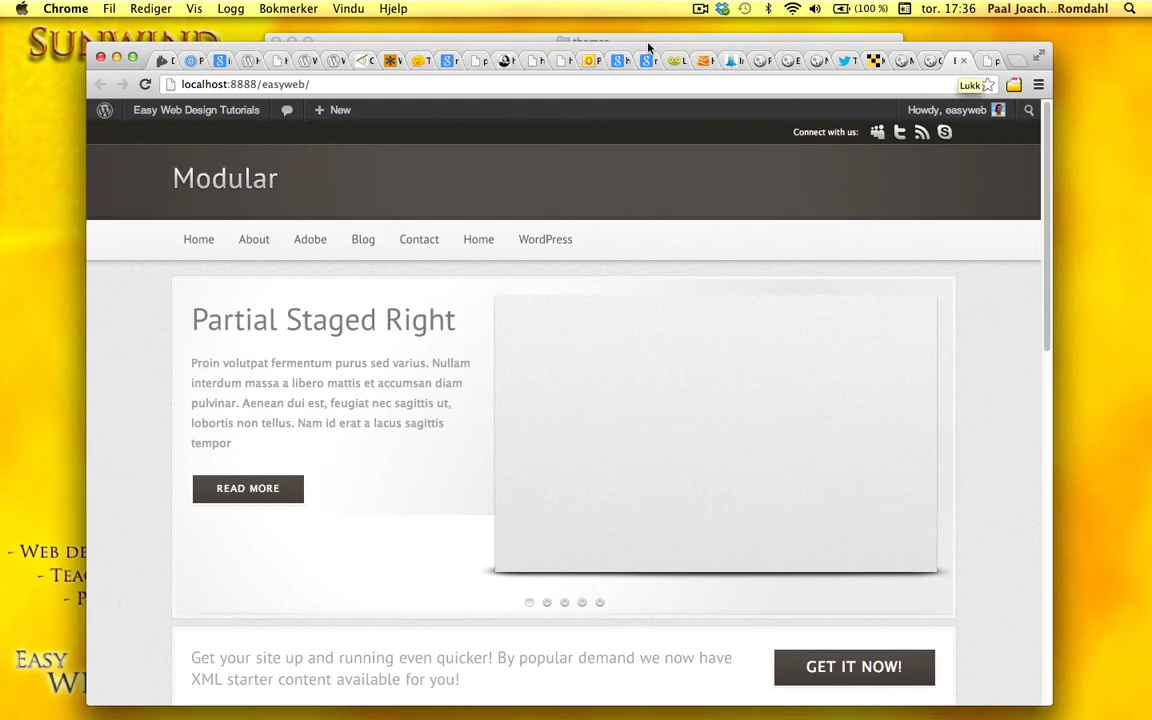 Chrome Fil Rediger Vis Logg Bokmerker Vindu Hjelp (100 %) tor. 17:36 Paal Joach...Romdahl
SUNWIND
themes
localhost:8888/easyweb/
Lukk
Easy Web Design Tutorials + New Howdy, easyweb
Connect with us:
Modular
Home About Adobe Blog Contact Home WordPress
Partial Staged Right
Proin volutpat fermentum purus sed varius. Nullam
interdum massa a libero mattis et accumsan diam
pulvinar. Aenean dui est, feugiat nec sagittis ut,
lobortis non tellus. Nam id erat a lacus sagittis
tempor
READ MORE
- WEB DE
- TEA
- P
Get your site up and running even quicker! By popular demand we now have
XML starter content available for you!
GET IT NOW!
EASY
WE